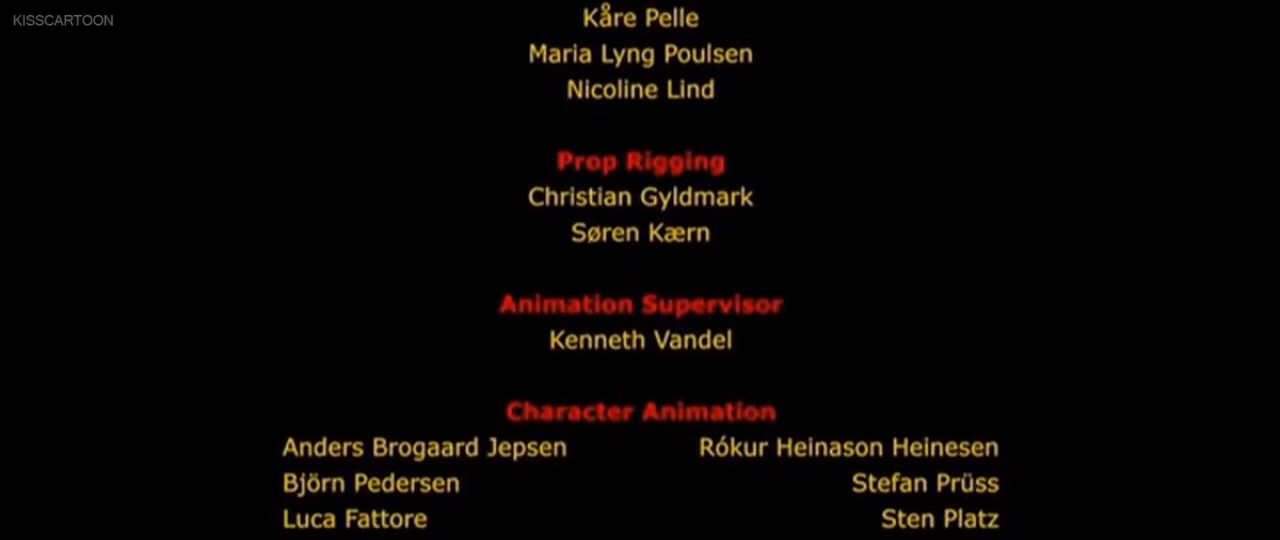 KISSCARTOON
Kåre Pelle
Maria Lyng Poulsen
Nicoline Lind
Prop Rigging
Christian Gyldmark
Søren Kærn
Animation Supervisor
Kenneth Vandel
Character Animation
Anders Brogaard Jepsen Rókur Heinason Heinesen
Björn Pedersen Stefan Prüss
Luca Fattore Sten Platz